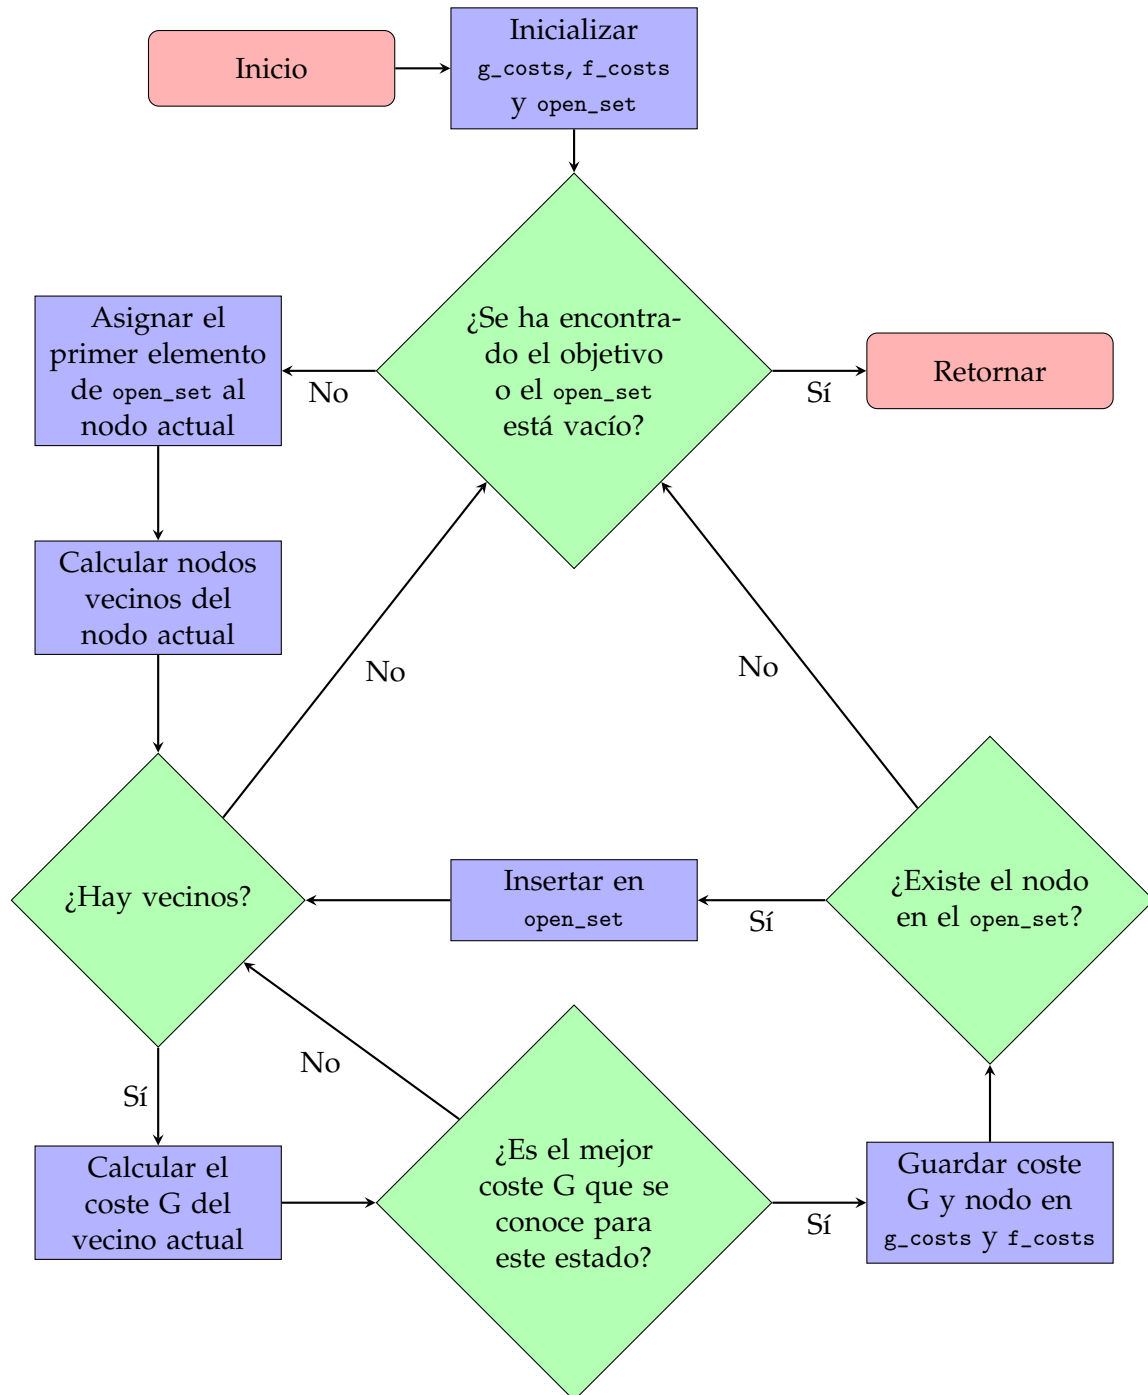 Inicio
Inicializar
g_costs, f_costs
y open_set
¿Se ha encontra-
do el objetivo
o el open_set
está vacío?
Asignar el
primer elemento
de open_set al
nodo actual
No
Sí
Retornar
Calcular nodos
vecinos del
nodo actual
No
No
¿Hay vecinos?
Insertar en
open_set
Sí
¿Existe el nodo
en el open_set?
No
Sí
Calcular el
coste G del
vecino actual
¿Es el mejor
coste G que se
conoce para
este estado?
Sí
Guardar coste
G y nodo en
g_costs y f_costs